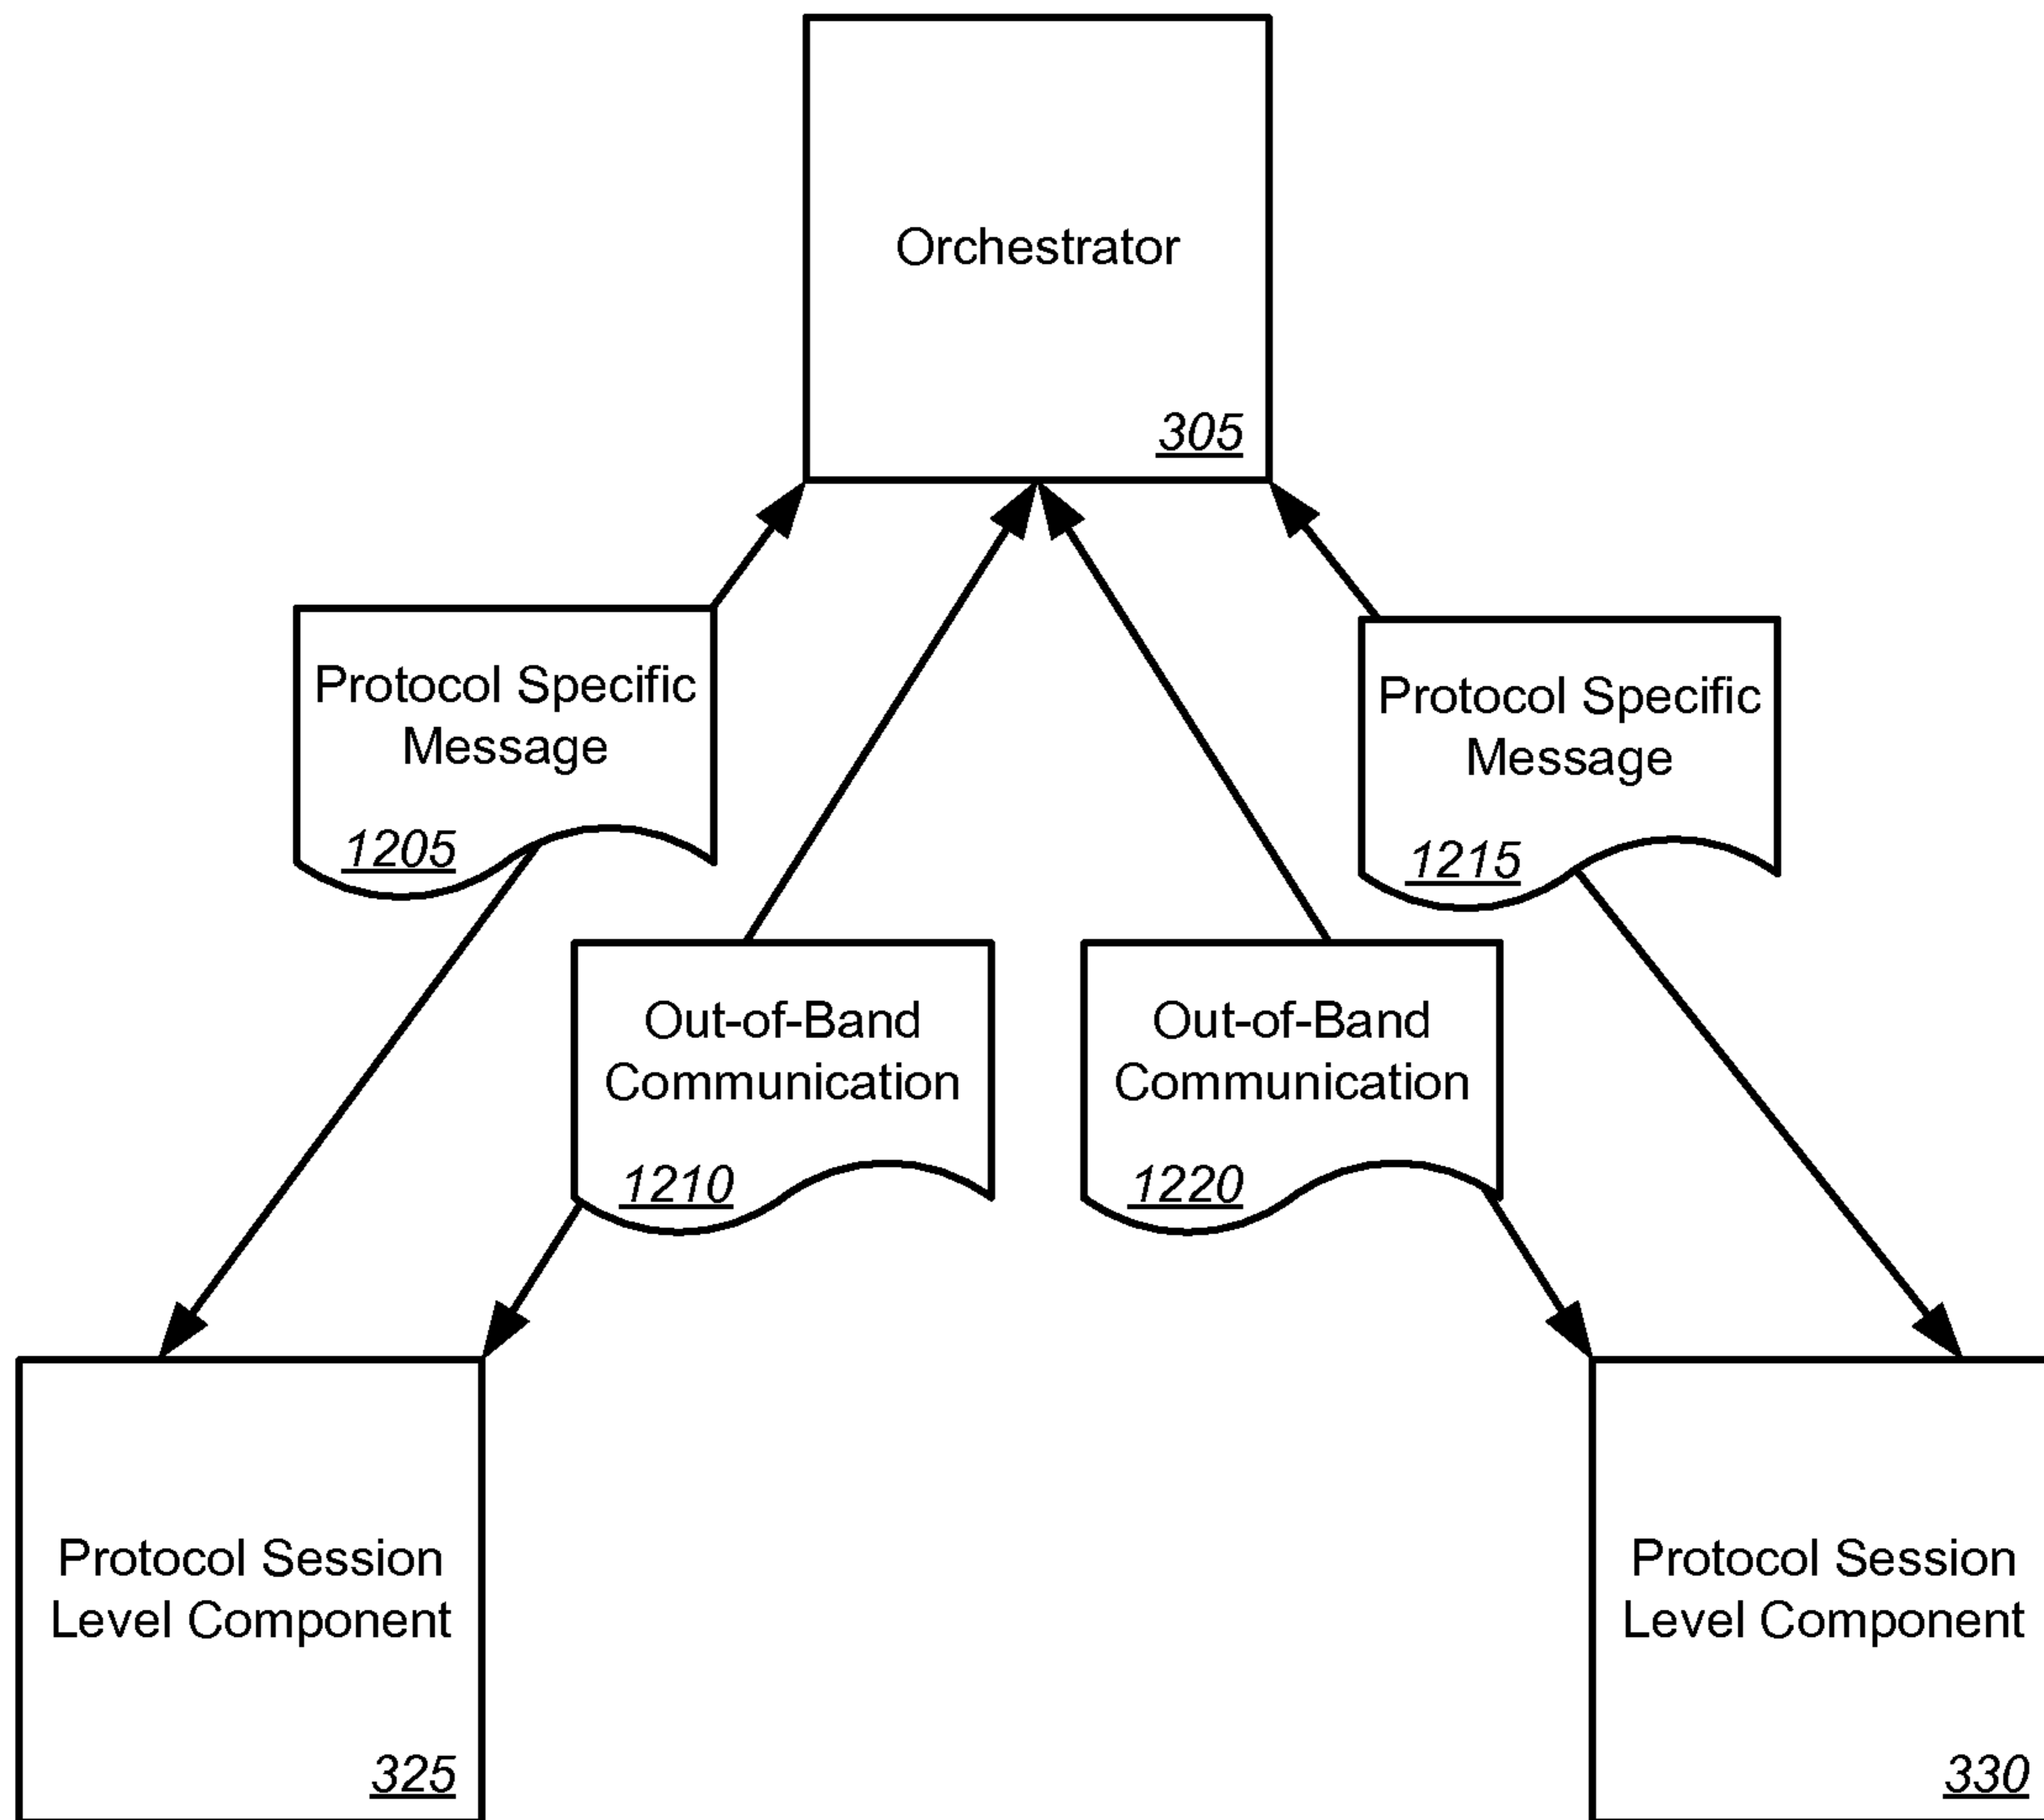 Orchestrator
305
Protocol Specific
Message
1205
Protocol Specific
Message
1215
Out-of-Band
Communication
1210
Out-of-Band
Communication
1220
Protocol Session
Level Component
325
Protocol Session
Level Component
330